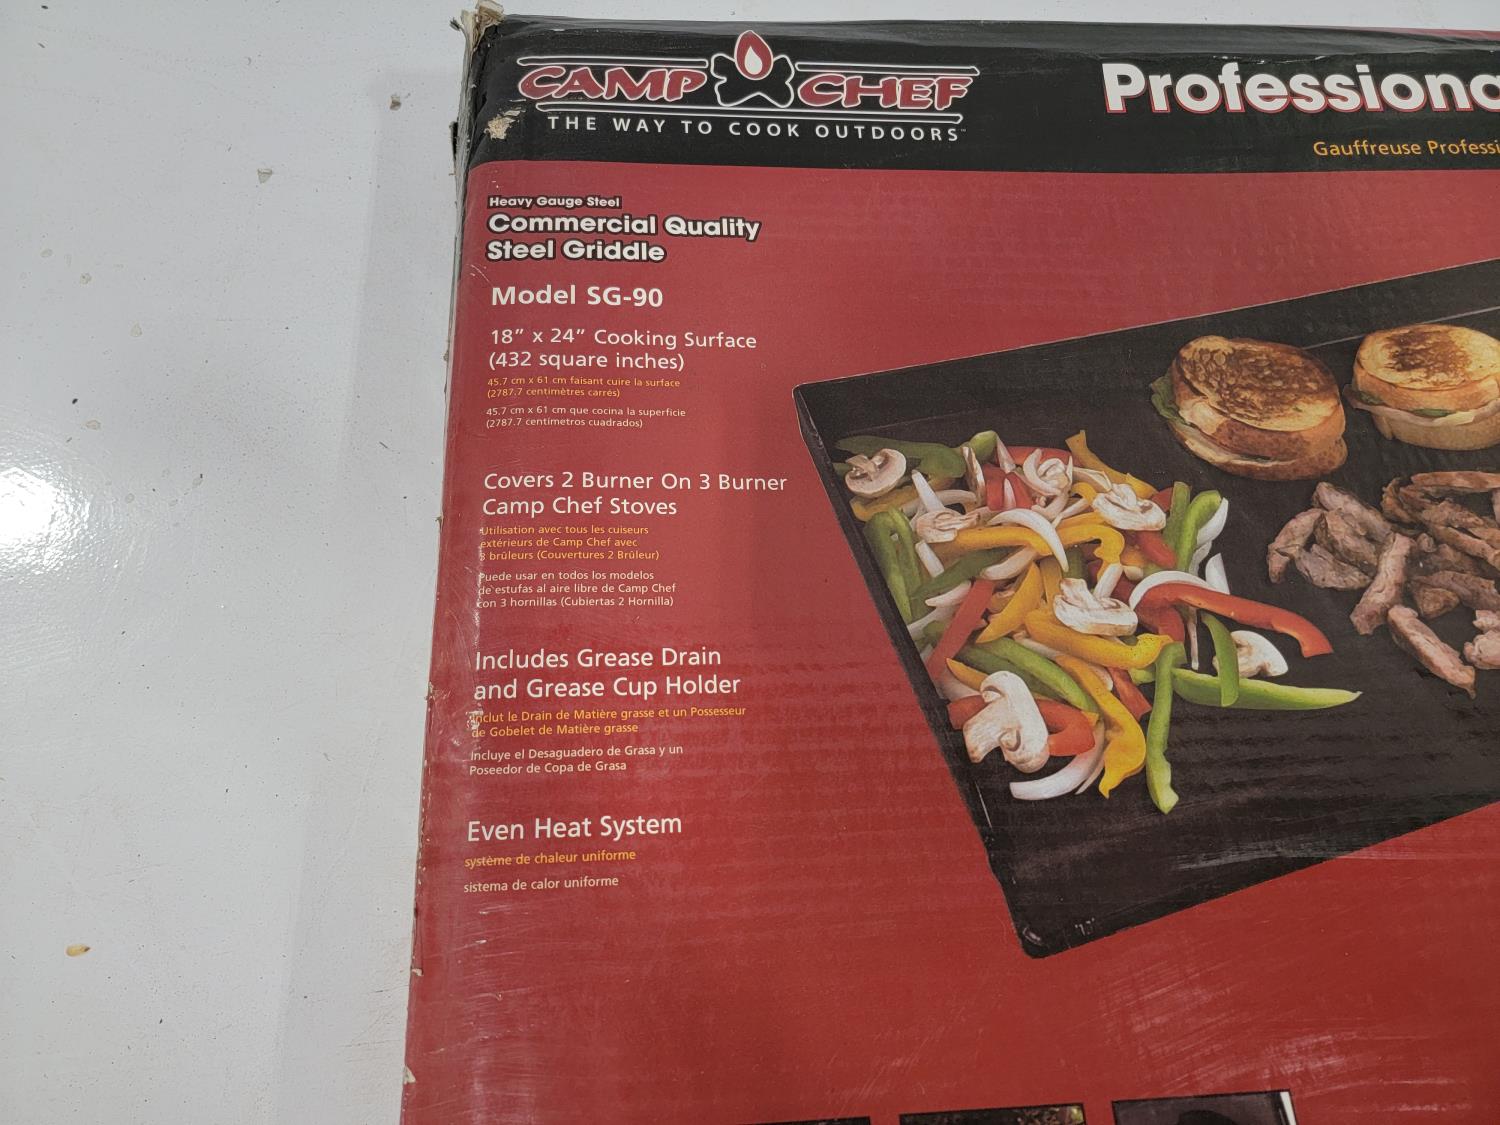 CAMP CHEF
THE WAY TO COOK OUTDOORS™
Professiona
Gauffreuse Professi
Heavy Gauge Steel
Commercial Quality
Steel Griddle
Model SG-90
18” x 24” Cooking Surface
(432 square inches)
45.7 cm x 61 cm faisant cuire la surface
(2787.7 centimètres carrés)
45.7 cm x 61 cm que cocina la superficie
(2787.7 centimetros cuadrados)
Covers 2 Burner On 3 Burner
Camp Chef Stoves
Utilisation avec tous les cuiseurs
extérieurs de Camp Chef avec
3 brûleurs (Couvertures 2 Brûleur)
Puede usar en todos los modelos
de estufas al aire libre de Camp Chef
con 3 hornillas (Cubiertas 2 Hornilla)
Includes Grease Drain
and Grease Cup Holder
Inclut le Drain de Matière grasse et un Possesseur
de Gobelet de Matière grasse
Incluye el Desaguadero de Grasa y un
Poseedor de Copa de Grasa
Even Heat System
système de chaleur uniforme
sistema de calor uniforme